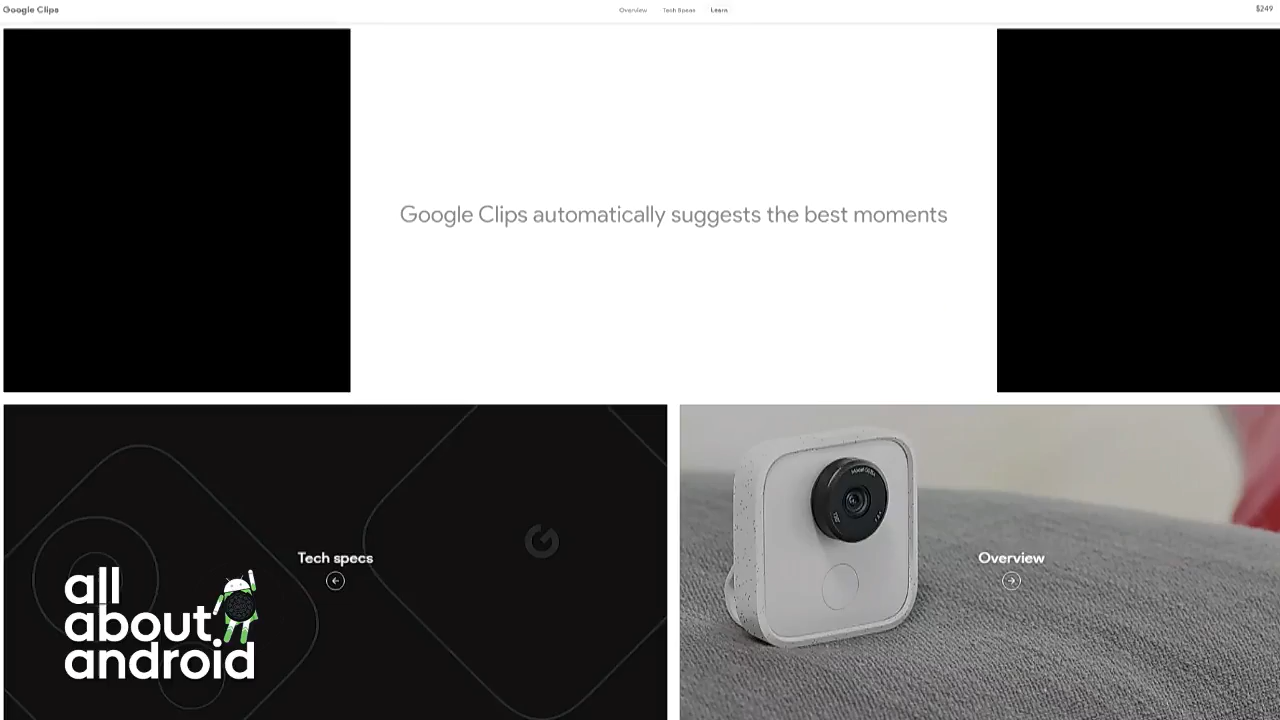 Google Clips
Overview
Tech Specs
Learn
$249
Google Clips automatically suggests the best moments
Tech specs
Overview
all
about
android